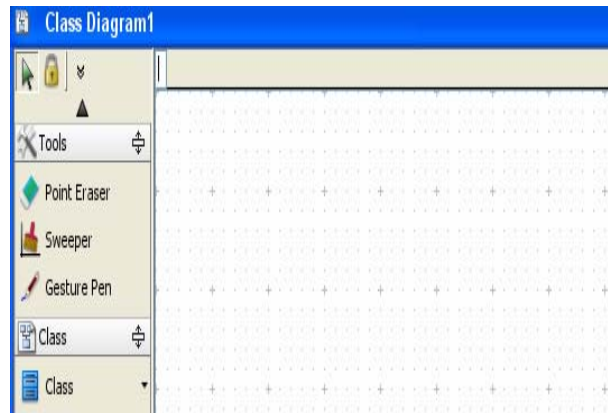 Class Diagram1
Tools
Point Eraser
Sweeper
Gesture Pen
Class
Class